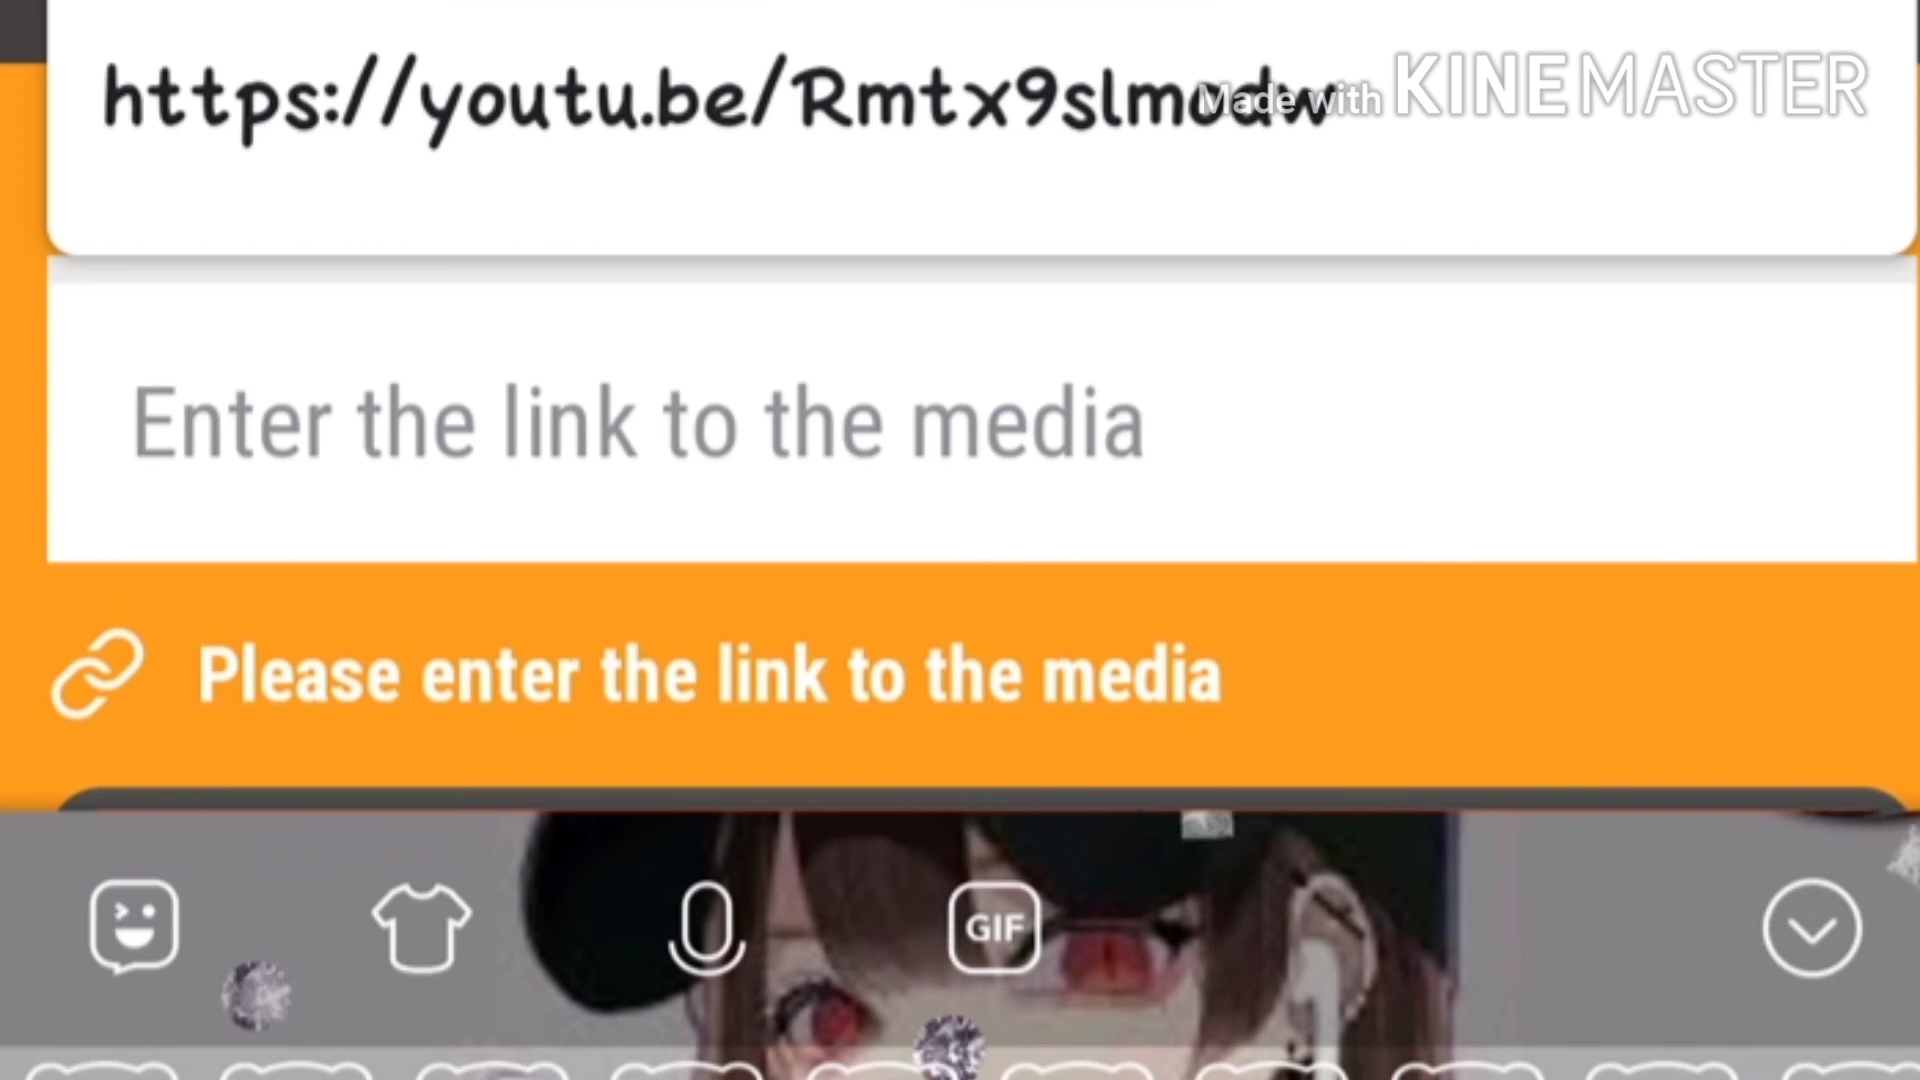 https://youtu.be/Rmtx9slmodw
Made with KINEMASTER
Enter the link to the media
Please enter the link to the media
GIF